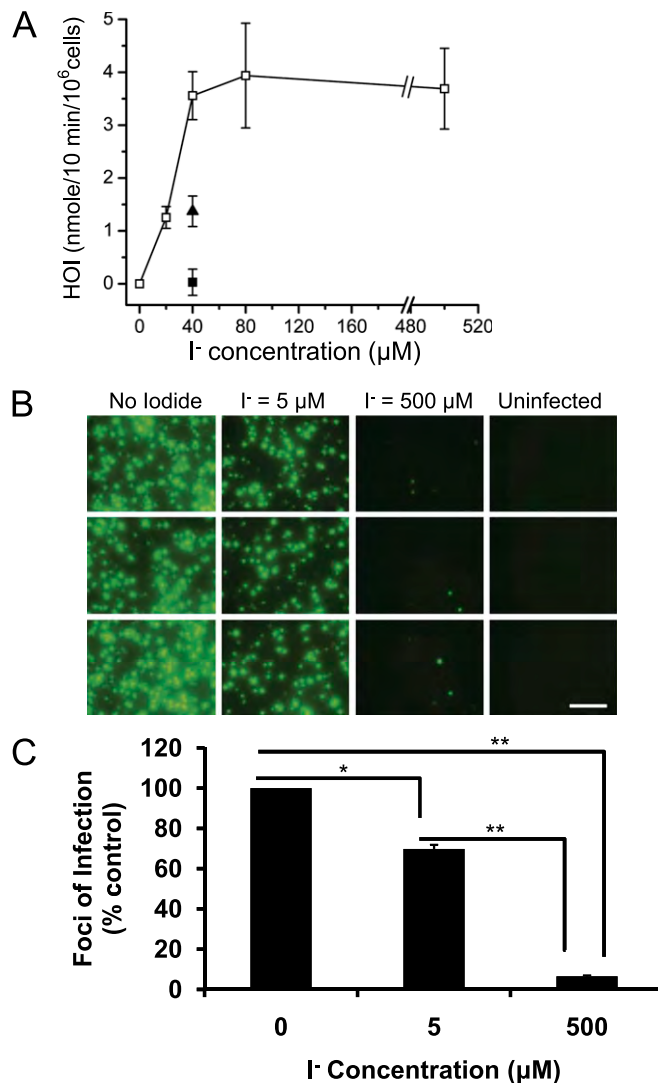 A
HOI (nmole/10 min/10⁶cells)
5
4
3
2
1
0
0 40 80 120 160 480 520
I⁻ concentration (µM)
B
No Iodide I⁻ = 5 µM I⁻ = 500 µM Uninfected
C
Foci of Infection
(% control)
120
100
80
60
40
20
0
**
*
**
0 5 500
I⁻ Concentration (µM)